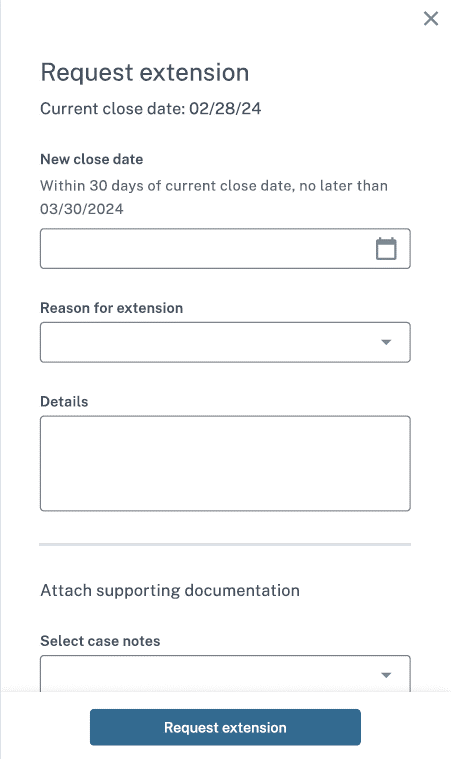 Request extension
Current close date: 02/28/24
New close date
Within 30 days of current close date, no later than
03/30/2024
Reason for extension
Details
Attach supporting documentation
Select case notes
Request extension